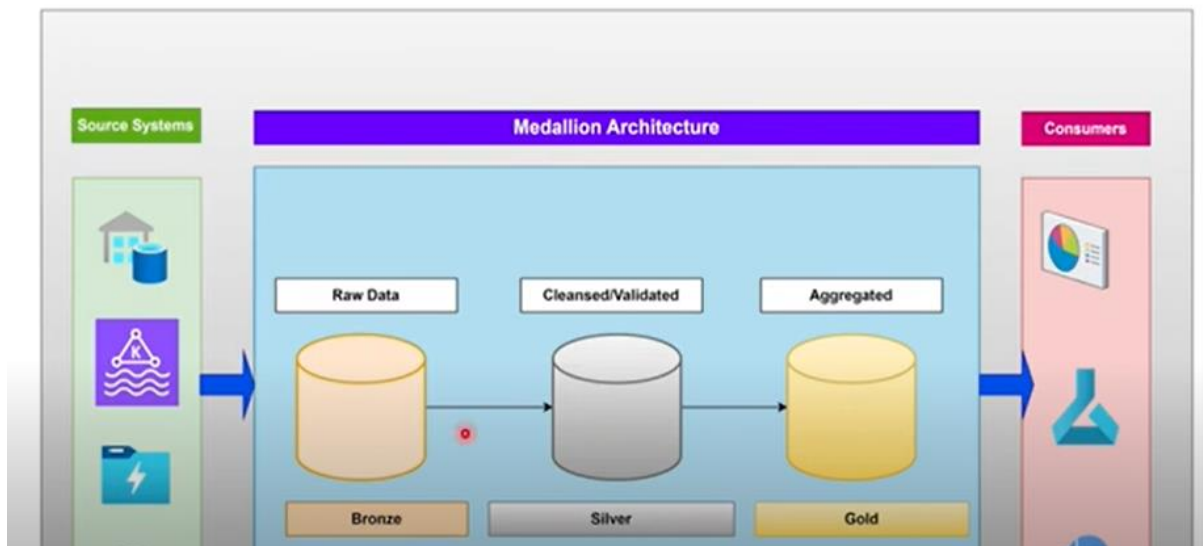 Source Systems
Medallion Architecture
Consumers
Raw Data
Cleansed/Validated
Aggregated
K
Bronze
Silver
Gold